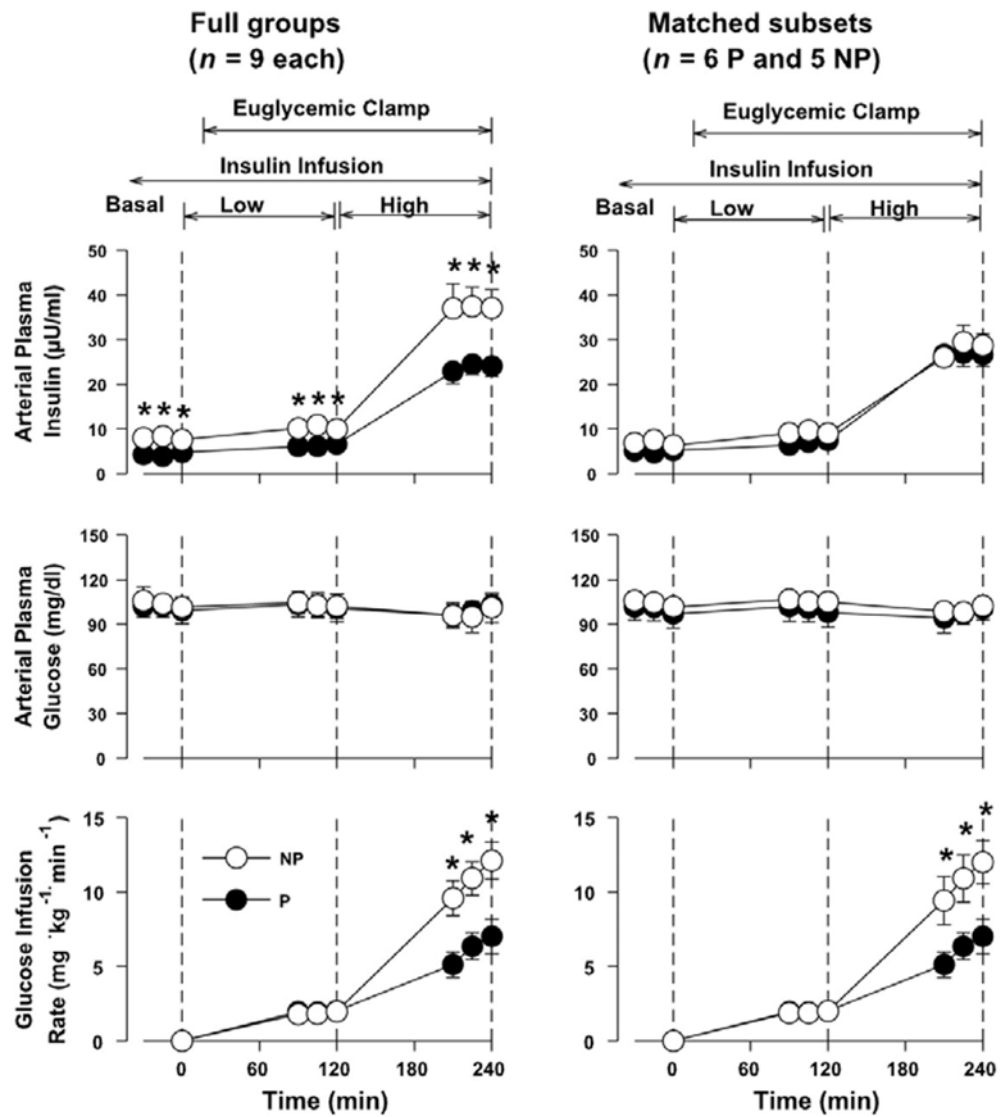 Full groups
(n = 9 each)
Euglycemic Clamp
Insulin Infusion
Basal
Low
High
Matched subsets
(n = 6 P and 5 NP)
Euglycemic Clamp
Insulin Infusion
Basal
Low
High
Arterial Plasma
Insulin (µU/ml)
50
40
30
20
10
0
* * *
* * *
* * *
50
40
30
20
10
0
Arterial Plasma
Glucose (mg/dl)
150
120
90
60
30
0
150
120
90
60
30
0
Glucose Infusion
Rate (mg ·kg⁻¹·min⁻¹)
15
10
5
0
NP
P
* * *
0 60 120 180 240
Time (min)
15
10
5
0
* * *
0 60 120 180 240
Time (min)